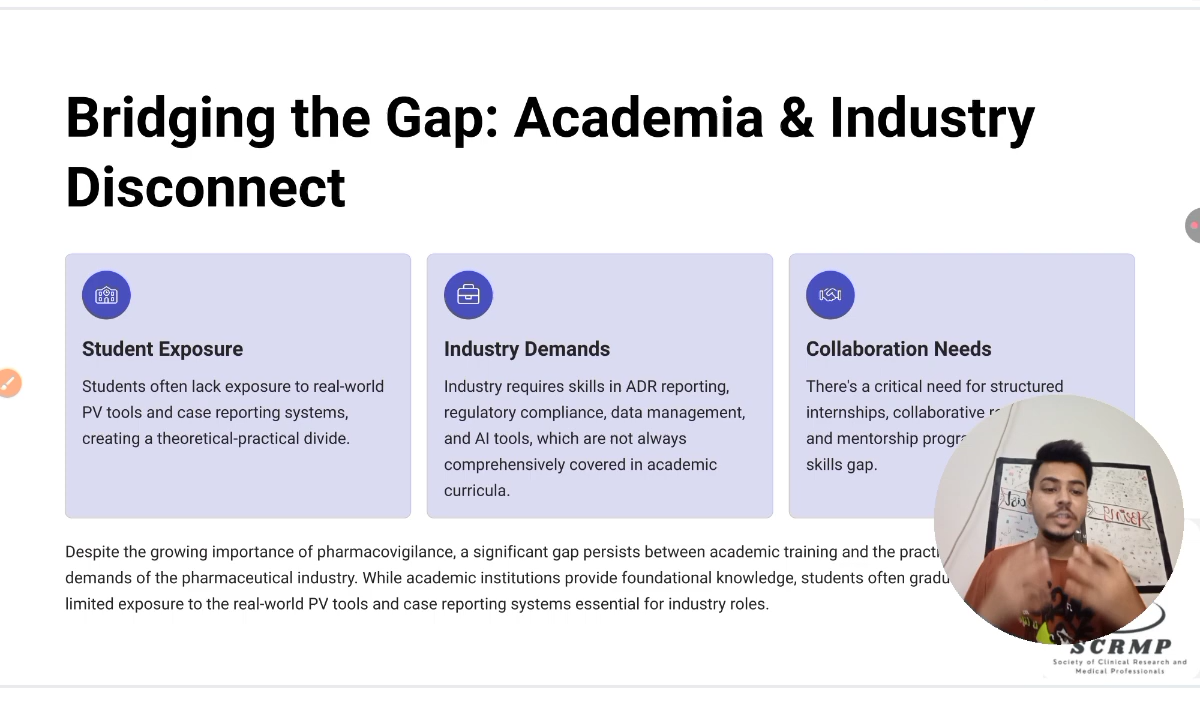 Bridging the Gap: Academia & Industry
Disconnect
Student Exposure
Students often lack exposure to real-world
PV tools and case reporting systems,
creating a theoretical-practical divide.
Industry Demands
Industry requires skills in ADR reporting,
regulatory compliance, data management,
and AI tools, which are not always
comprehensively covered in academic
curricula.
Collaboration Needs
There's a critical need for structured
internships, collaborative
and mentorship
skills gap.
Despite the growing importance of pharmacovigilance, a significant gap persists between academic training and the
demands of the pharmaceutical industry. While academic institutions provide foundational knowledge, students often
limited exposure to the real-world PV tools and case reporting systems essential for industry roles.
SCRMP
Society of Clinical Research and
Medical Professionals